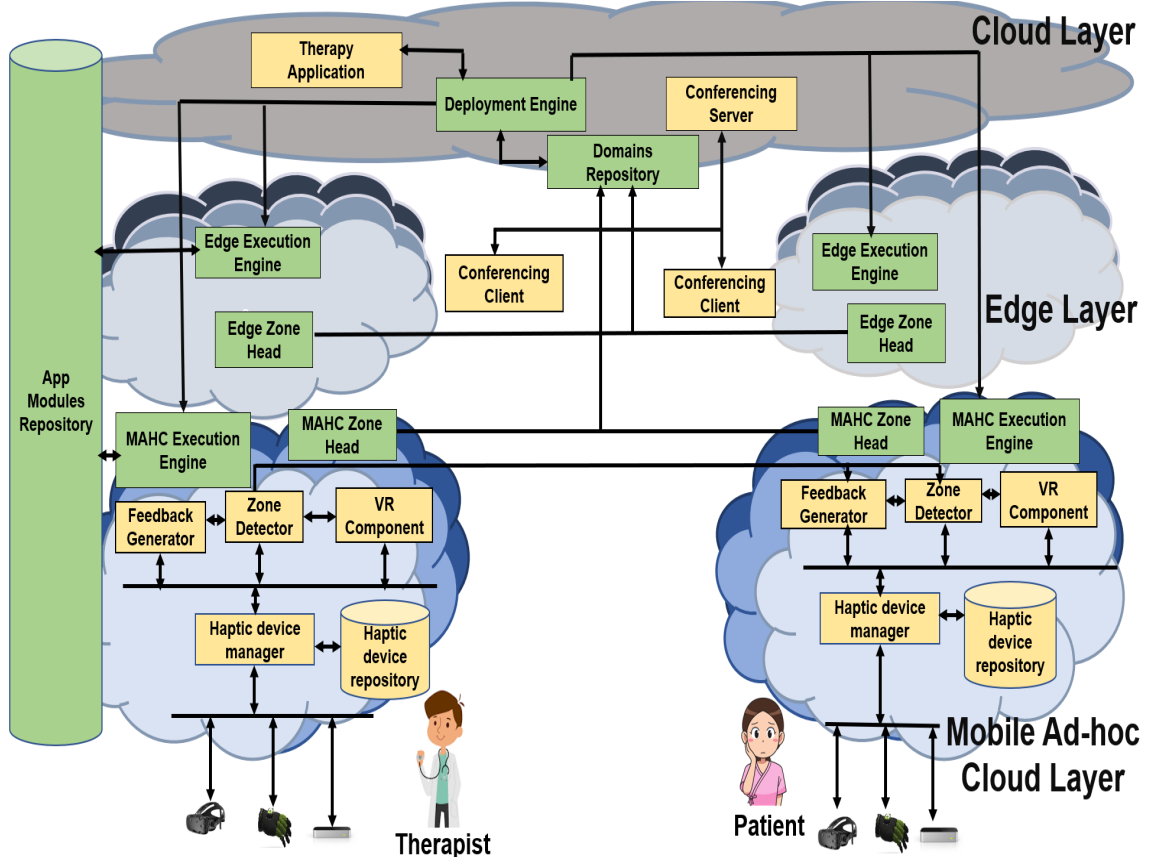 Cloud Layer
Therapy
Application
Deployment Engine
Conferencing
Server
Domains
Repository
Edge Execution
Engine
Edge Execution
Engine
Conferencing
Client
Conferencing
Client
Edge Layer
Edge Zone
Head
Edge Zone
Head
App
Modules
Repository
MAHC Execution
Engine
MAHC Zone
Head
MAHC Zone
Head
MAHC Execution
Engine
Feedback
Generator
Zone
Detector
VR
Component
Feedback
Generator
Zone
Detector
VR
Component
Haptic device
manager
Haptic
device
repository
Haptic device
manager
Haptic
device
repository
Mobile Ad-hoc
Cloud Layer
Therapist
Patient